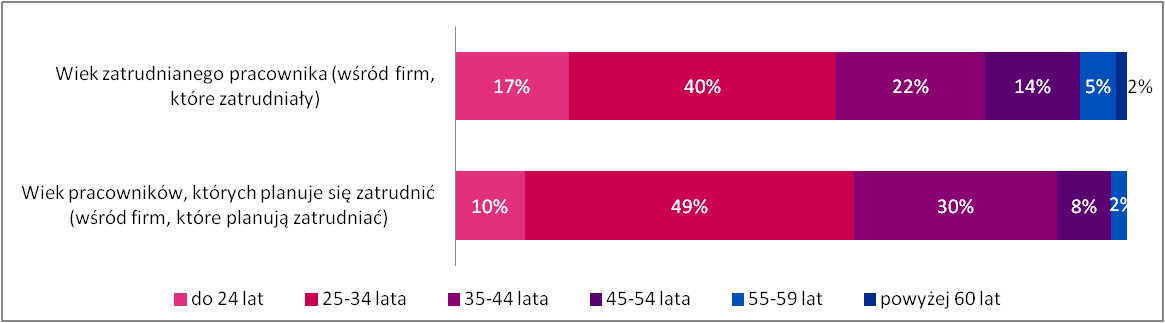 Wiek zatrudnianego pracownika (wśród firm,
które zatrudniały)
17% 40% 22% 14% 5% 2%
Wiek pracowników, których planuje się zatrudnić
(wśród firm, które planują zatrudniać)
10% 49% 30% 8% 2%
do 24 lat 25-34 lata 35-44 lata 45-54 lata 55-59 lat powyżej 60 lat